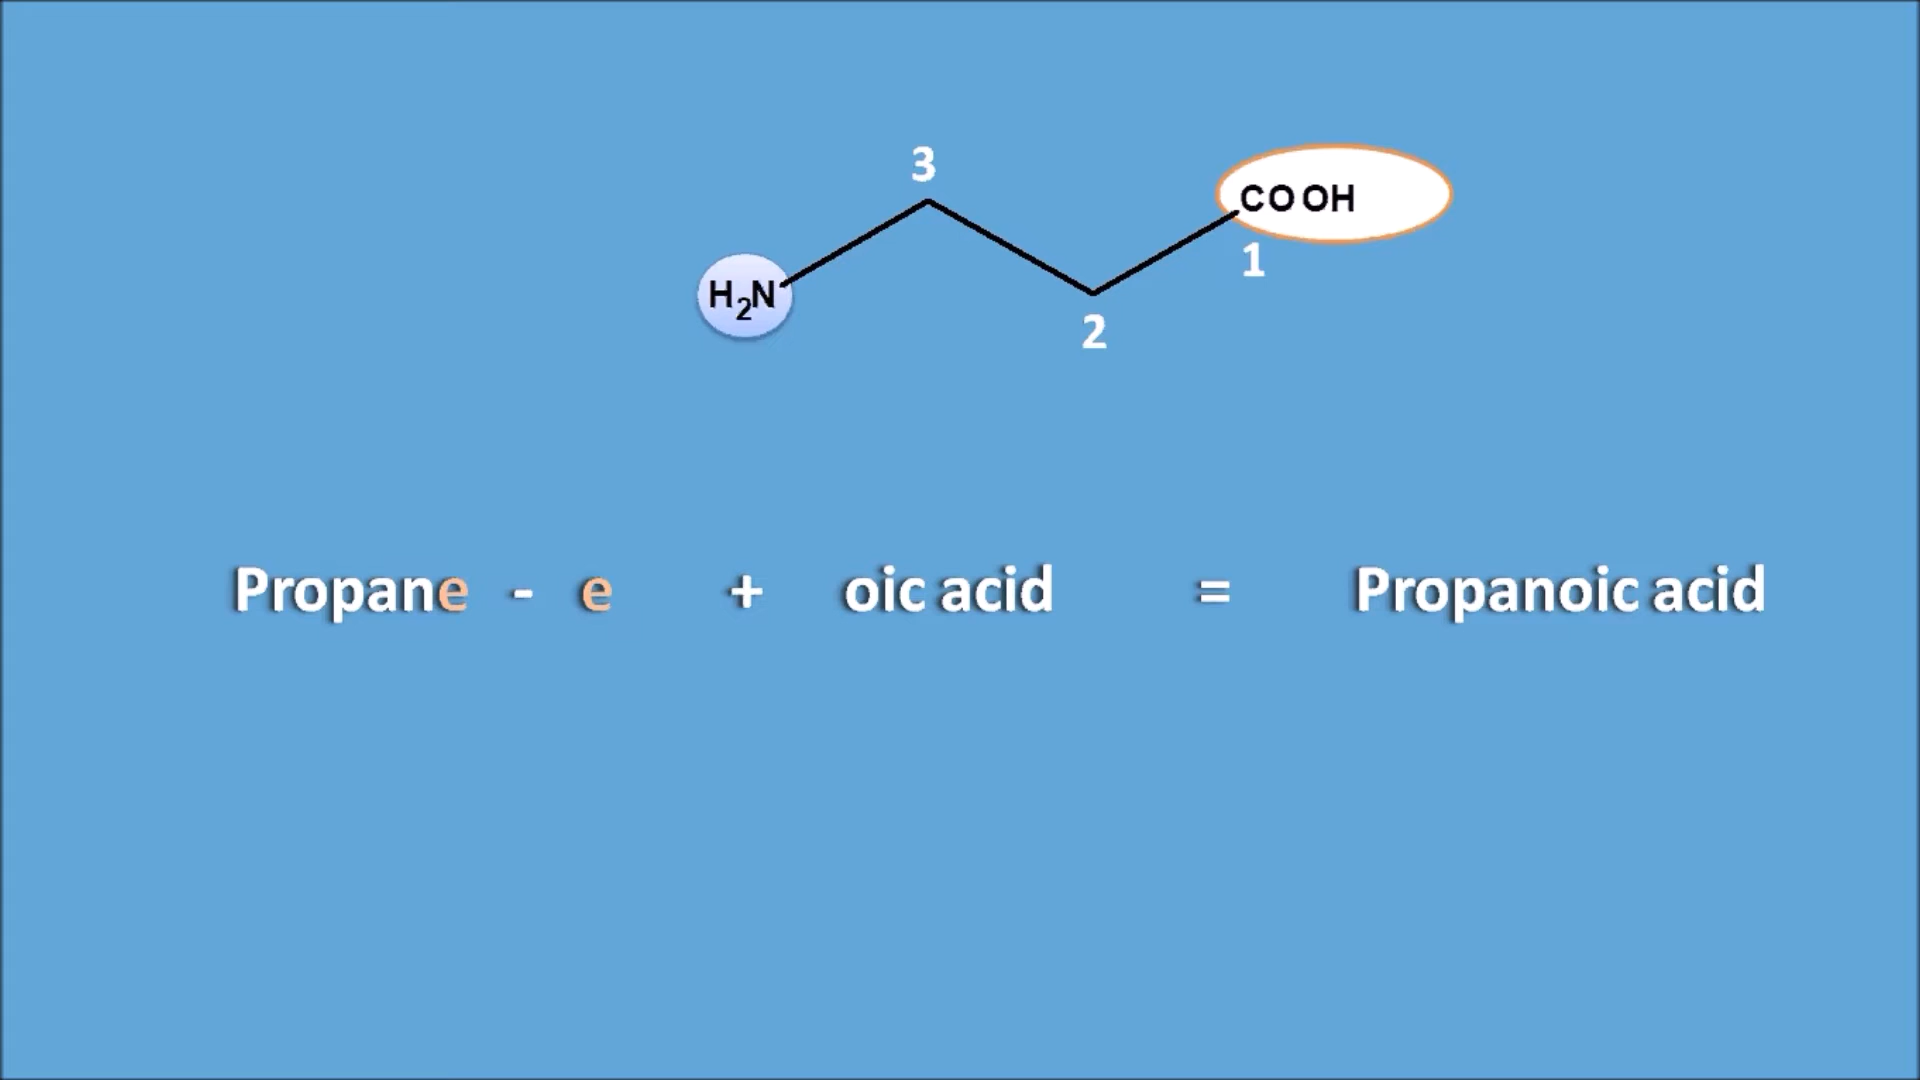 3
COOH
1
H2N
2
Propane - e + oic acid = Propanoic acid